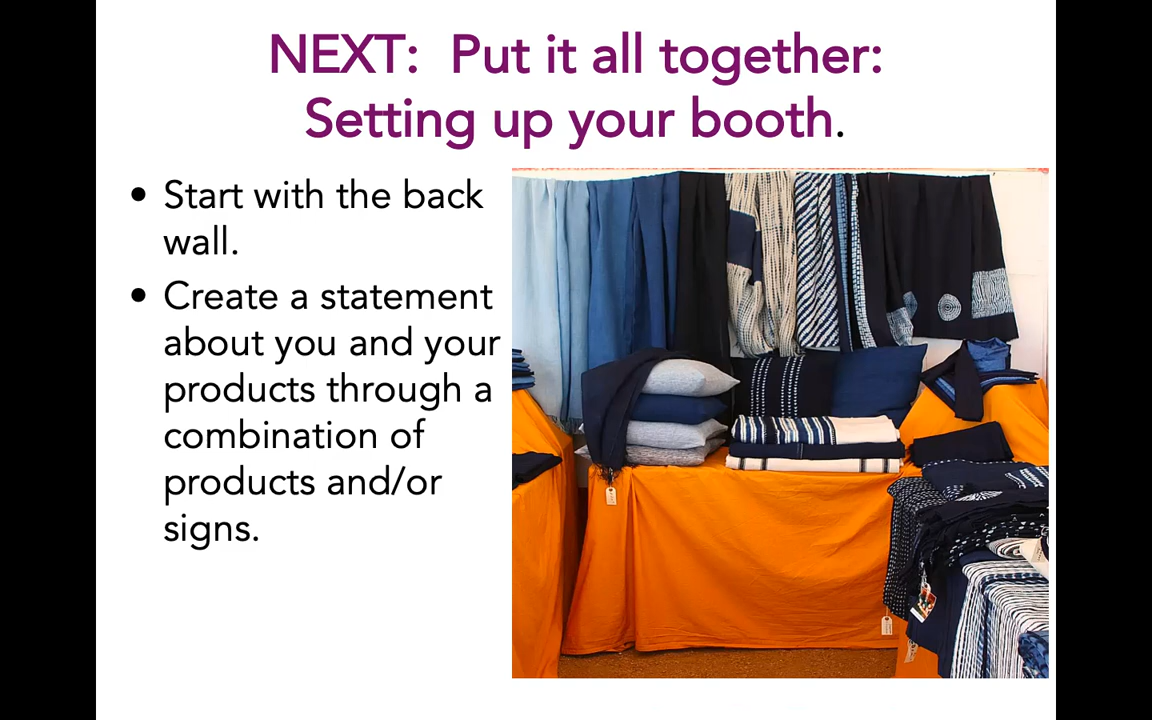 NEXT:  Put it all together:
Setting up your booth.
• Start with the back
wall.
• Create a statement
about you and your
products through a
combination of
products and/or
signs.